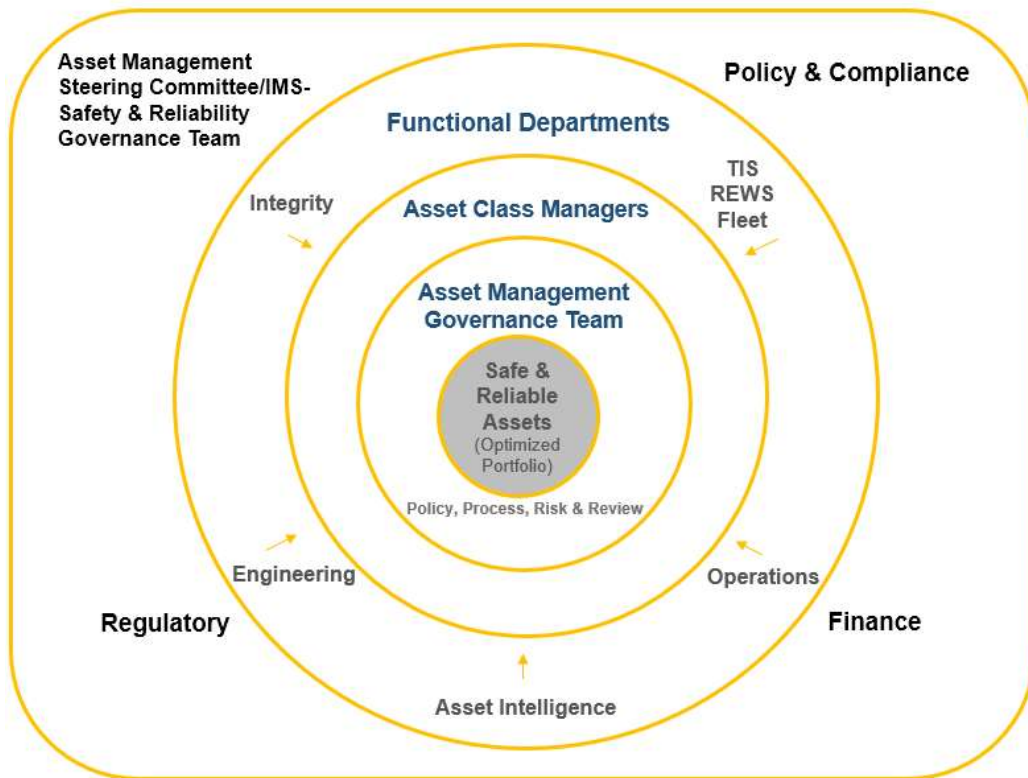 Asset Management
Steering Committee/IMS-
Safety & Reliability
Governance Team
Policy & Compliance
Functional Departments
TIS
REWS
Fleet
Integrity
Asset Class Managers
Asset Management
Governance Team
Safe &
Reliable
Assets
(Optimized
Portfolio)
Policy, Process, Risk & Review
Engineering
Operations
Regulatory
Finance
Asset Intelligence